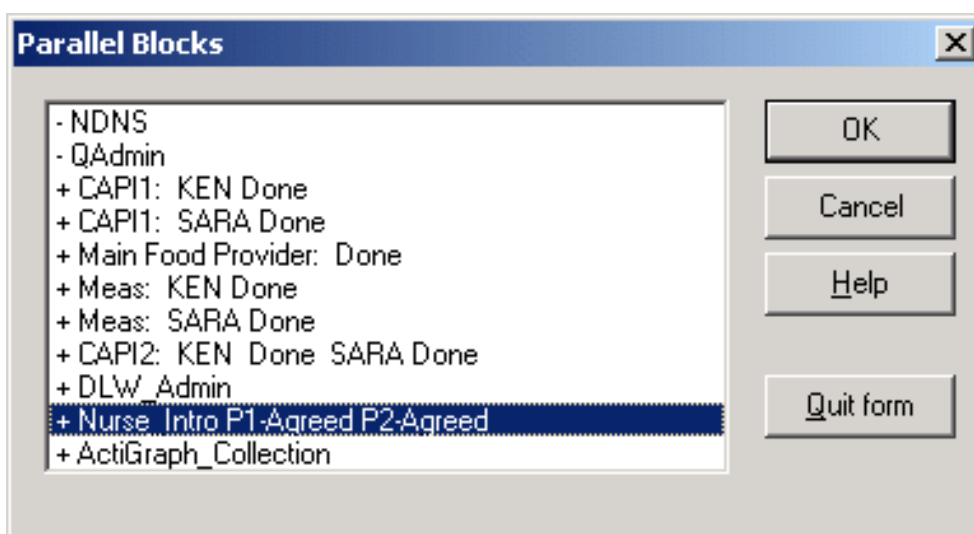 Parallel Blocks
- NDNS
- QAdmin
+ CAPI1: KEN Done
+ CAPI1: SARA Done
+ Main Food Provider: Done
+ Meas: KEN Done
+ Meas: SARA Done
+ CAPI2: KEN Done SARA Done
+ DLW_Admin
+ Nurse_Intro P1-Agreed P2-Agreed
+ ActiGraph_Collection
OK
Cancel
Help
Quit form